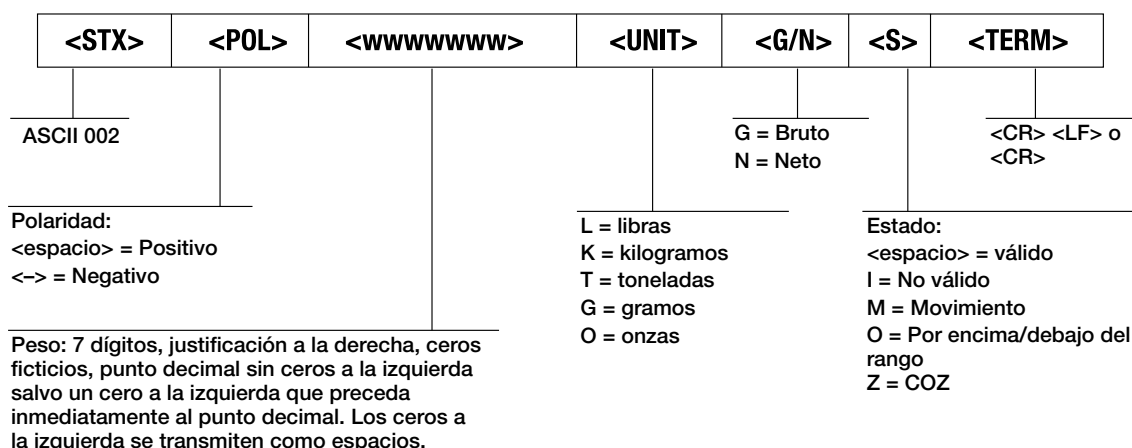 <STX> <POL> <wwwwwww> <UNIT> <G/N> <S> <TERM>
ASCII 002
G = Bruto
N = Neto
<CR> <LF> o
<CR>
Polaridad:
<espacio> = Positivo
<–> = Negativo
L = libras
K = kilogramos
T = toneladas
G = gramos
O = onzas
Estado:
<espacio> = válido
I = No válido
M = Movimiento
O = Por encima/debajo del
rango
Z = COZ
Peso: 7 dígitos, justificación a la derecha, ceros
ficticios, punto decimal sin ceros a la izquierda
salvo un cero a la izquierda que preceda
inmediatamente al punto decimal. Los ceros a
la izquierda se transmiten como espacios.